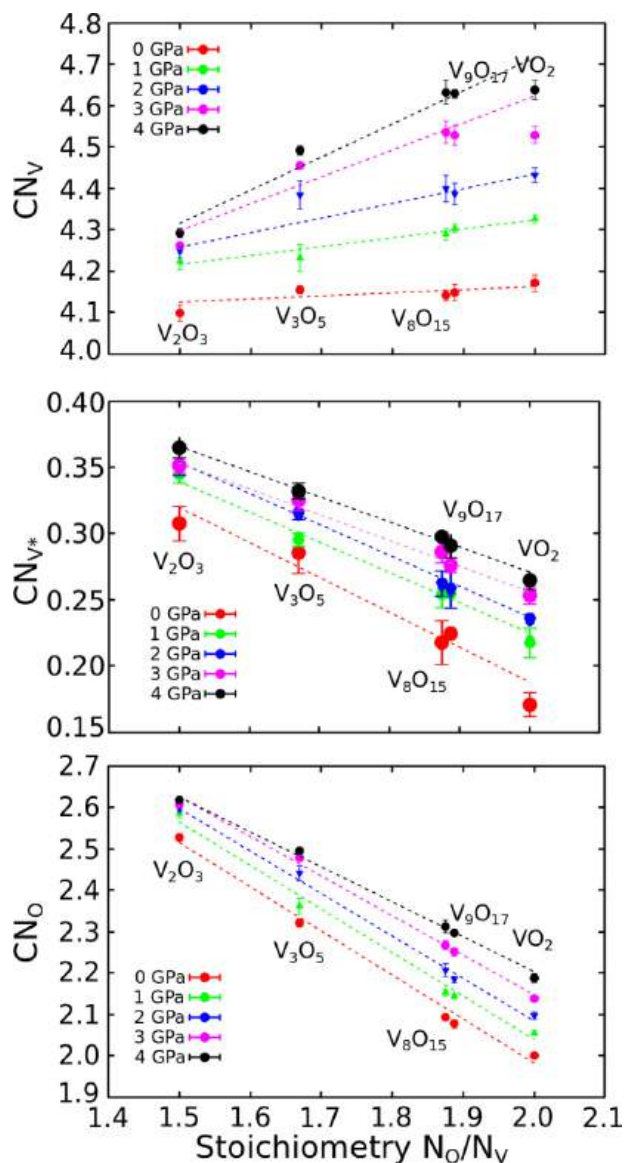 4.8
4.7
4.6
4.5
4.4
4.3
4.2
4.1
4.0
CN_V
0 GPa
1 GPa
2 GPa
3 GPa
4 GPa
V₉O₁₇
VO₂
V₂O₃
V₃O₅
V₈O₁₅
0.40
0.35
0.30
0.25
0.20
0.15
CN_V*
V₉O₁₇
VO₂
V₂O₃
V₃O₅
V₈O₁₅
0 GPa
1 GPa
2 GPa
3 GPa
4 GPa
2.7
2.6
2.5
2.4
2.3
2.2
2.1
2.0
1.9
CN_O
V₂O₃
V₉O₁₇
VO₂
V₃O₅
0 GPa
1 GPa
2 GPa
3 GPa
4 GPa
V₈O₁₅
1.4 1.5 1.6 1.7 1.8 1.9 2.0 2.1
Stoichiometry N_O/N_V